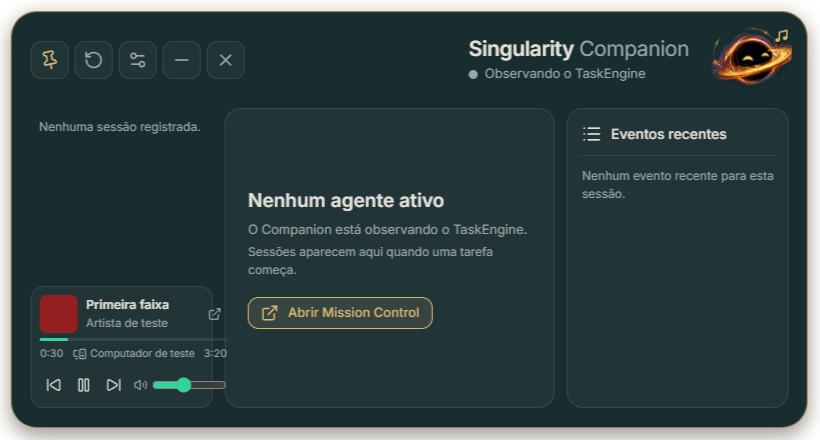 Singularity Companion
Observando o TaskEngine
Nenhuma sessão registrada.
Primeira faixa
Artista de teste
0:30 Computador de teste 3:20
Nenhum agente ativo
O Companion está observando o TaskEngine.
Sessões aparecem aqui quando uma tarefa
começa.
Abrir Mission Control
Eventos recentes
Nenhum evento recente para esta
sessão.